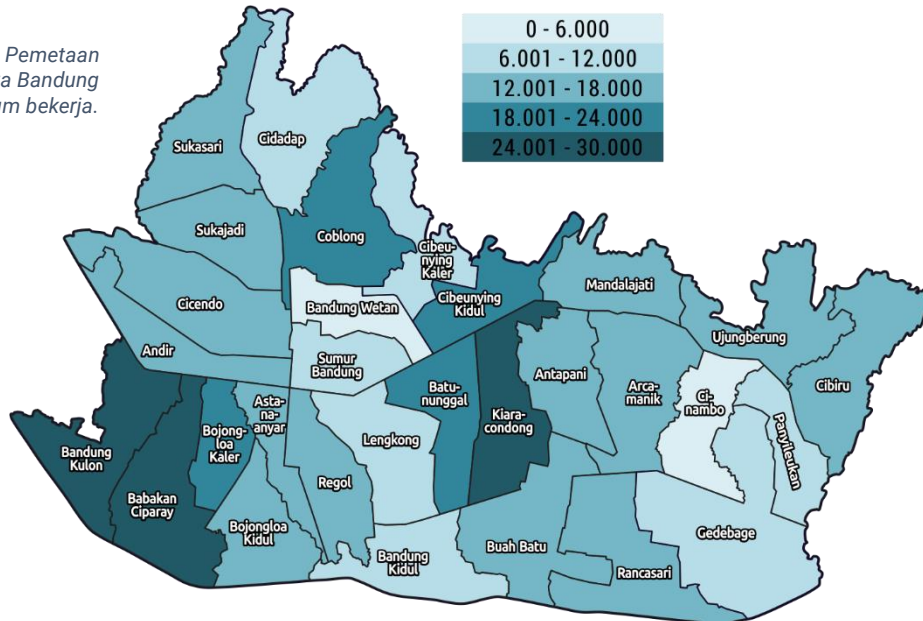 Pemetaan
a Bandung
um bekerja.
0 - 6.000
6.001 - 12.000
12.001 - 18.000
18.001 - 24.000
24.001 - 30.000
Sukasari
Cidadap
Sukajadi
Coblong
Cibeu-
nying
Kaler
Cicendo
Bandung Wetan
Cibeunying
Kidul
Mandalajati
Ujungberung
Andir
Sumur
Bandung
Antapani
Arca-
manik
Ci-
nambo
Cibiru
Bandung
Kulon
Babakan
Ciparay
Bojong-
loa
Kaler
Asta-
na-
anyar
Lengkong
Batu-
nunggal
Kiara-
condong
Panyileukan
Bojongloa
Kidul
Regol
Bandung
Kidul
Buah Batu
Rancasari
Gedebage